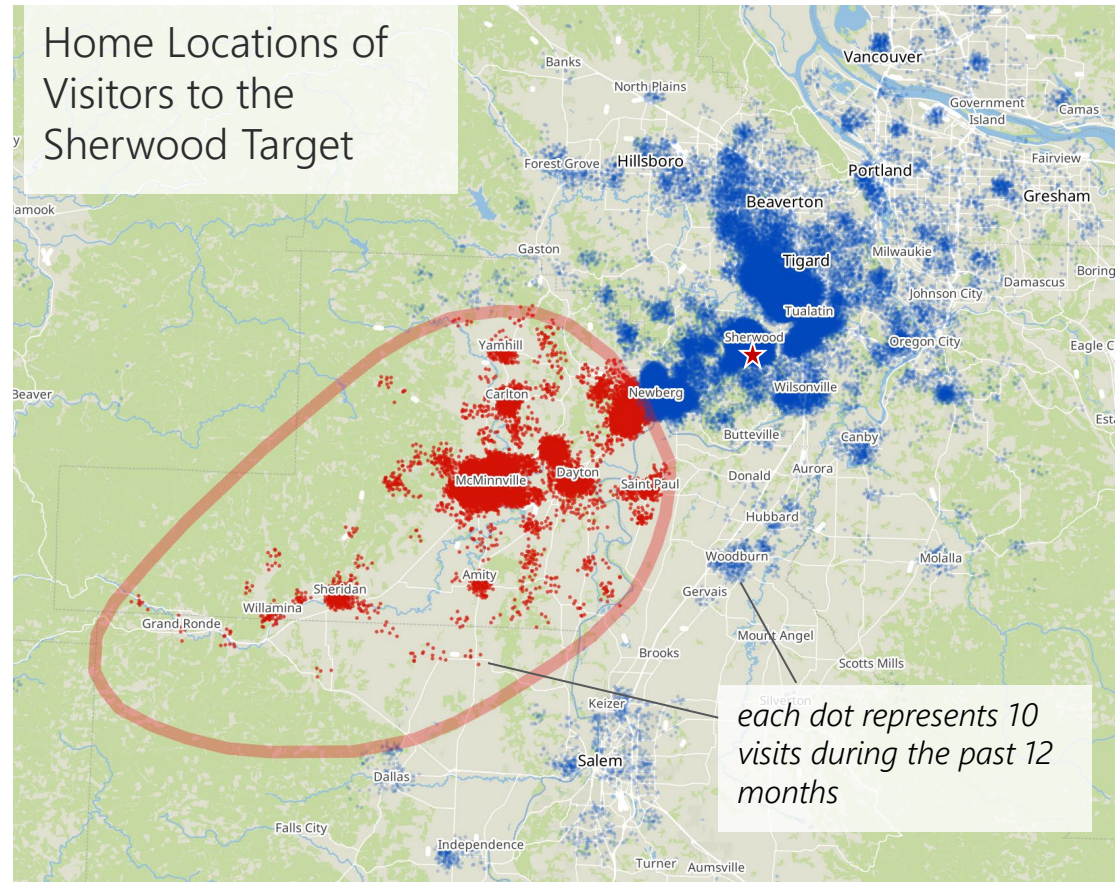 Home Locations of
Visitors to the
Sherwood Target
Vancouver
Banks
North Plains
Government
Island
Camas
Forest Grove
Hillsboro
Portland
Fairview
Gresham
Beaverton
lamook
Gaston
Tigard
Milwaukie
Damascus
Boring
Johnson City
Tualatin
Sherwood
Oregon City
Eagle C
Yamhill
Beaver
Carlton
Newberg
Wilsonville
Esta
Butteville
Canby
McMinnville
Dayton
Saint Paul
Donald
Aurora
Hubbard
Woodburn
Molalla
Amity
Sheridan
Gervais
Willamina
Grand Ronde
Mount Angel
Brooks
Scotts Mills
Silverton
Keizer
each dot represents 10
visits during the past 12
months
Salem
Dallas
Falls City
Independence
Turner
Aumsville